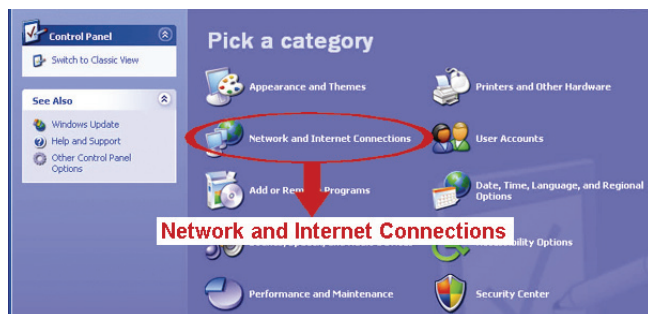 Control Panel
Switch to Classic View
See Also
Windows Update
Help and Support
Other Control Panel
Options
Pick a category
Appearance and Themes
Printers and Other Hardware
Network and Internet Connections
User Accounts
Add or Programs
Date, Time, Language, and Regional
Options
Network and Internet Connections
Options
Performance and Maintenance
Security Center